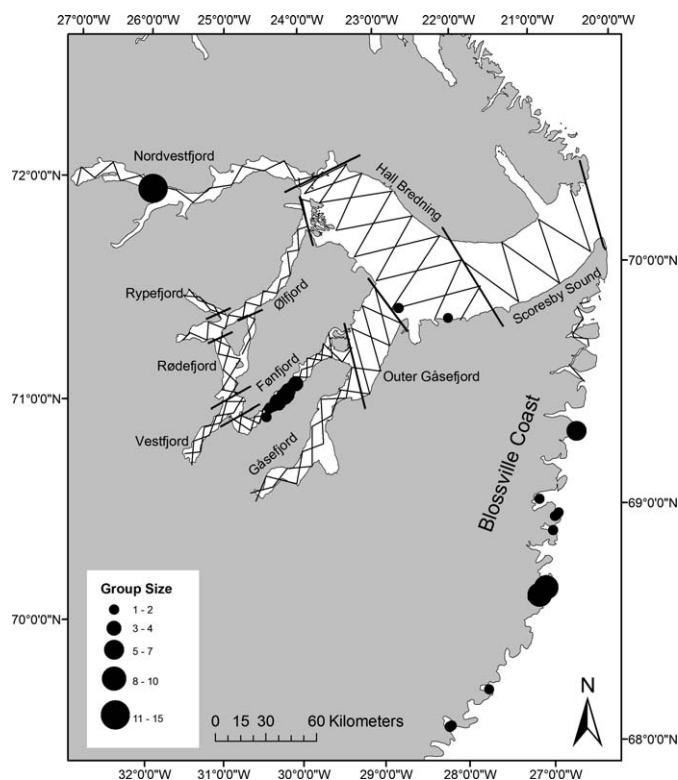 27°0'0"W 26°0'0"W 25°0'0"W 24°0'0"W 23°0'0"W 22°0'0"W 21°0'0"W 20°0'0"W
Nordvestfjord
72°0'0"N
Hall Bredning
70°0'0"N
Rypefjord
Ølfjord
Scoresby Sound
Rødefjord
Fønfjord
Outer Gåsefjord
71°0'0"N
Vestfjord
Gåsefjord
Blossville Coast
69°0'0"N
Group Size
1 - 2
3 - 4
5 - 7
8 - 10
11 - 15
70°0'0"N
N
0 15 30 60 Kilometers
68°0'0"N
32°0'0"W 31°0'0"W 30°0'0"W 29°0'0"W 28°0'0"W 27°0'0"W